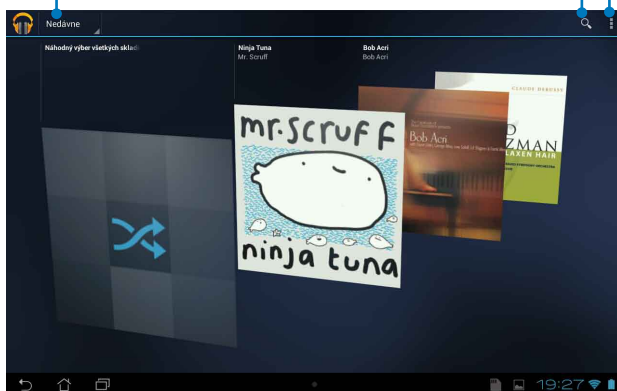 Nedávne
Náhodný výber všetkých sklad
Ninja Tuna
Mr. Scruff
Bob Acri
Bob Acri
mr.scruff
ninja tuna
Bob Acri
CLAUDE DEBUSSY
ZMAN
LAXEN HAIR
19:27